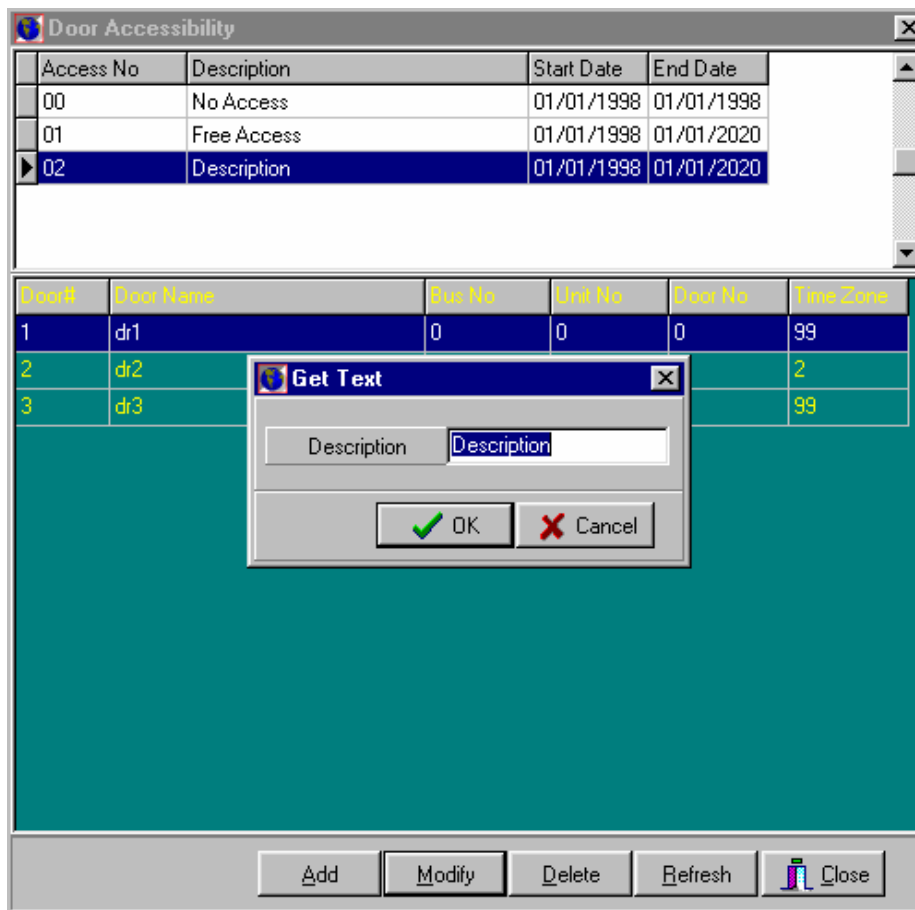 Door Accessibility
Access No Description Start Date End Date
00 No Access 01/01/1998 01/01/1998
01 Free Access 01/01/1998 01/01/2020
02 Description 01/01/1998 01/01/2020
Door# Door Name Bus No Unit No Door No Time Zone
1 dr1 0 0 0 99
2 dr2 2
3 dr3 99
Get Text
Description Description
OK Cancel
Add Modify Delete Refresh Close